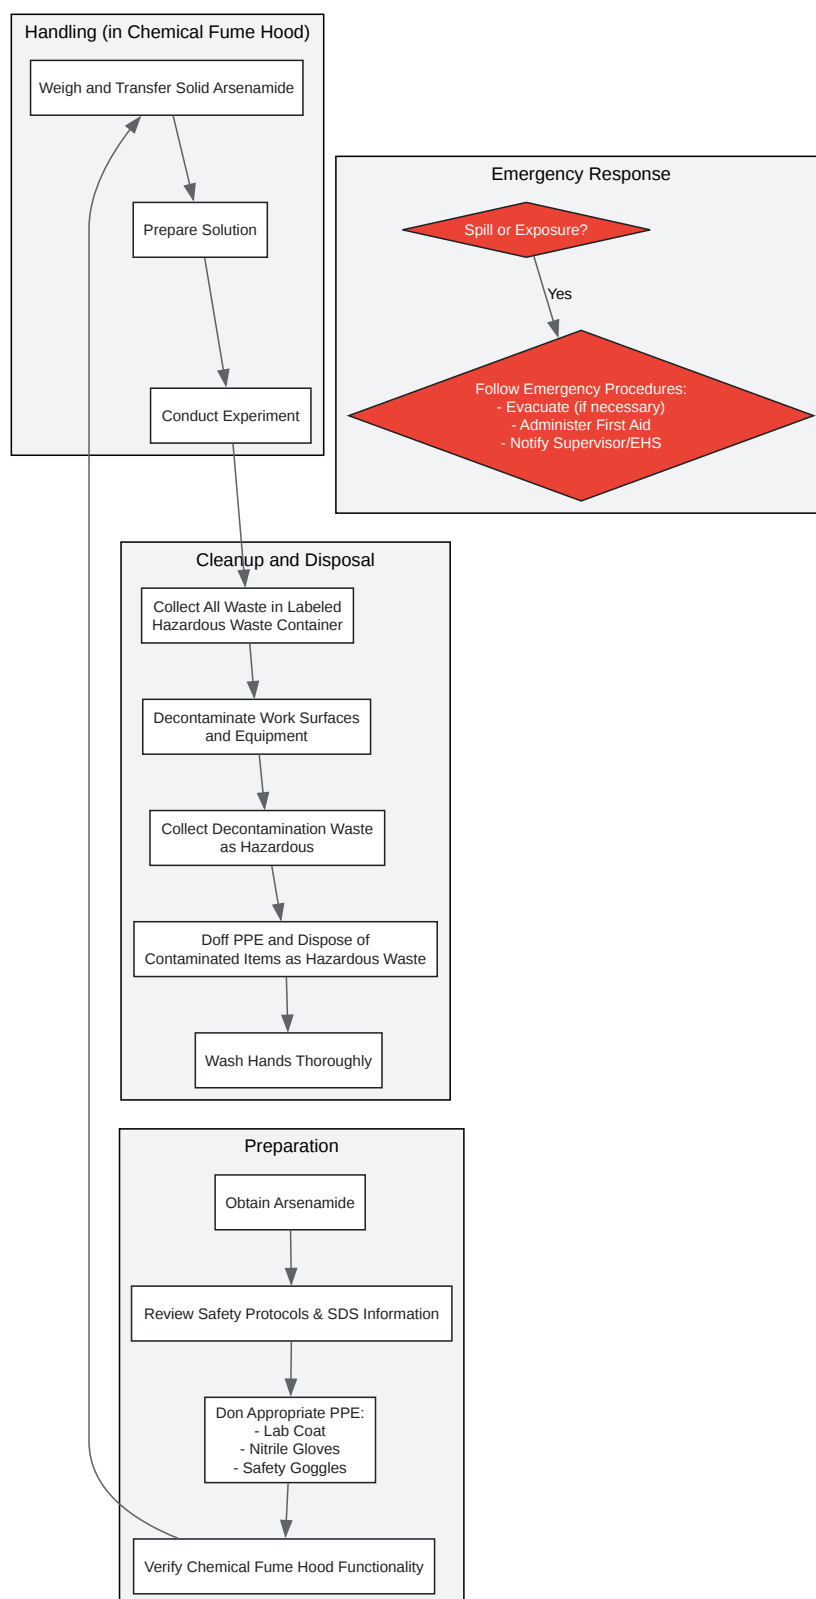 Handling (in Chemical Fume Hood)
Weigh and Transfer Solid Arsenamide
Prepare Solution
Conduct Experiment
Emergency Response
Spill or Exposure?
Yes
Follow Emergency Procedures:
- Evacuate (if necessary)
- Administer First Aid
- Notify Supervisor/EHS
Cleanup and Disposal
Collect All Waste in Labeled
Hazardous Waste Container
Decontaminate Work Surfaces
and Equipment
Collect Decontamination Waste
as Hazardous
Doff PPE and Dispose of
Contaminated Items as Hazardous Waste
Wash Hands Thoroughly
Preparation
Obtain Arsenamide
Review Safety Protocols & SDS Information
Don Appropriate PPE:
- Lab Coat
- Nitrile Gloves
- Safety Goggles
Verify Chemical Fume Hood Functionality